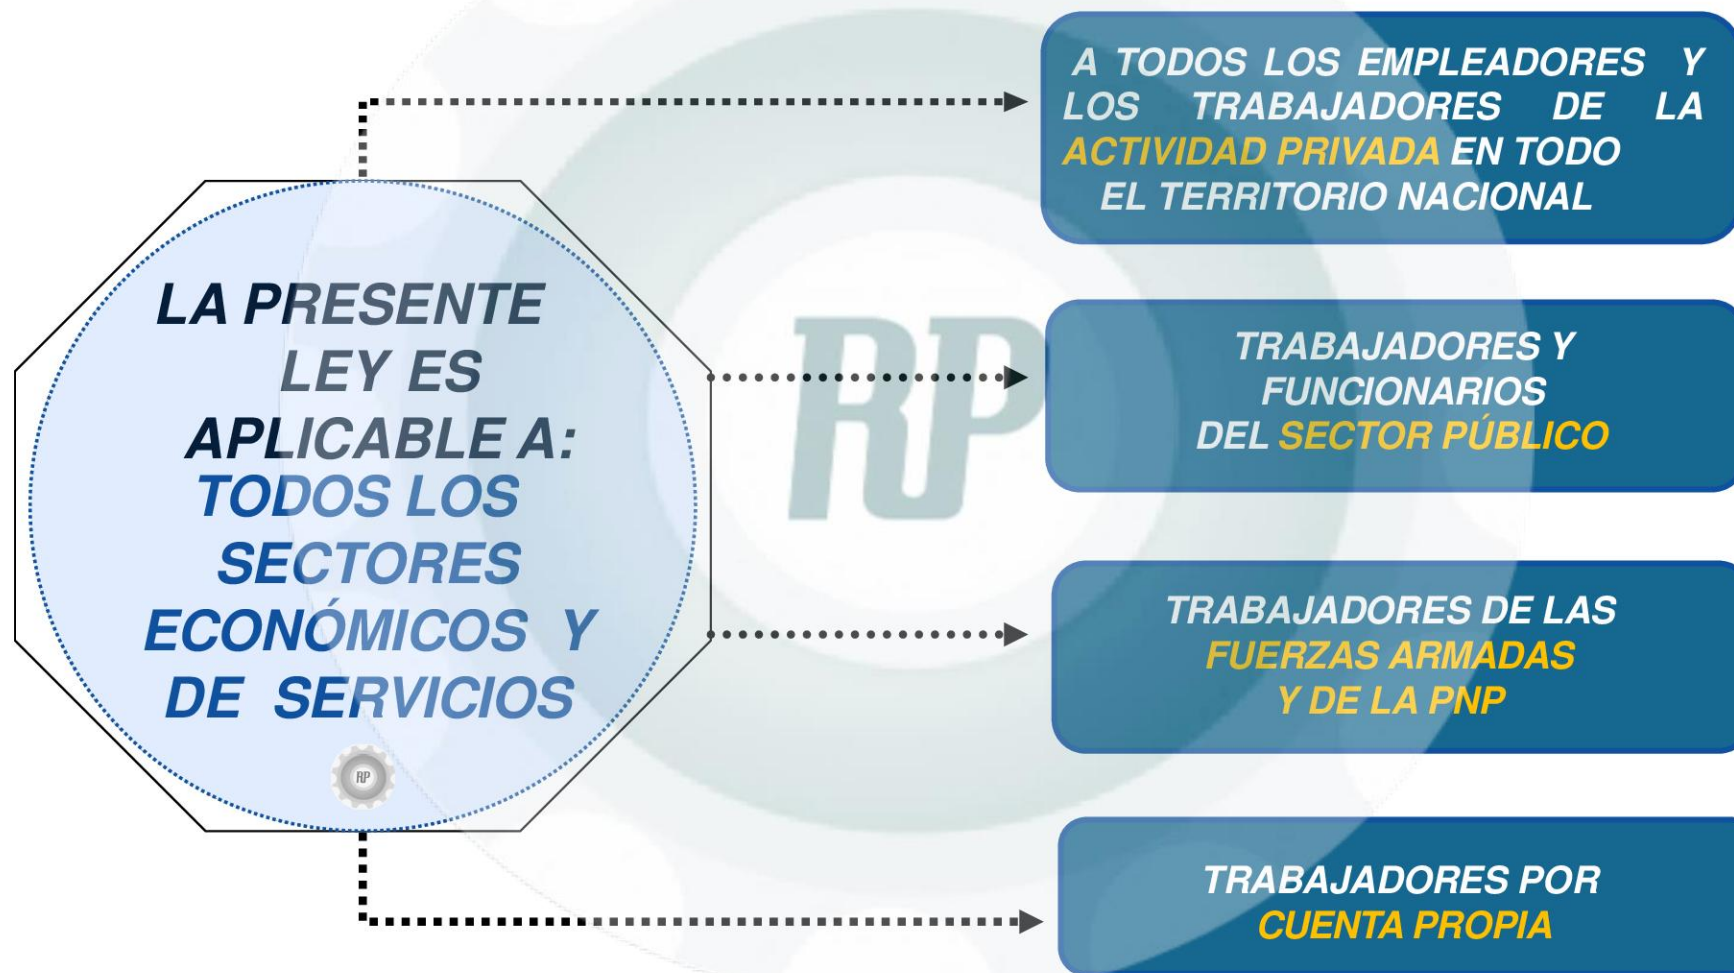 LA PRESENTE
LEY ES
APLICABLE A:
TODOS LOS
SECTORES
ECONÓMICOS Y
DE SERVICIOS
RP
A TODOS LOS EMPLEADORES Y
LOS TRABAJADORES DE LA
ACTIVIDAD PRIVADA EN TODO
EL TERRITORIO NACIONAL
TRABAJADORES Y
FUNCIONARIOS
DEL SECTOR PÚBLICO
TRABAJADORES DE LAS
FUERZAS ARMADAS
Y DE LA PNP
TRABAJADORES POR
CUENTA PROPIA
RP